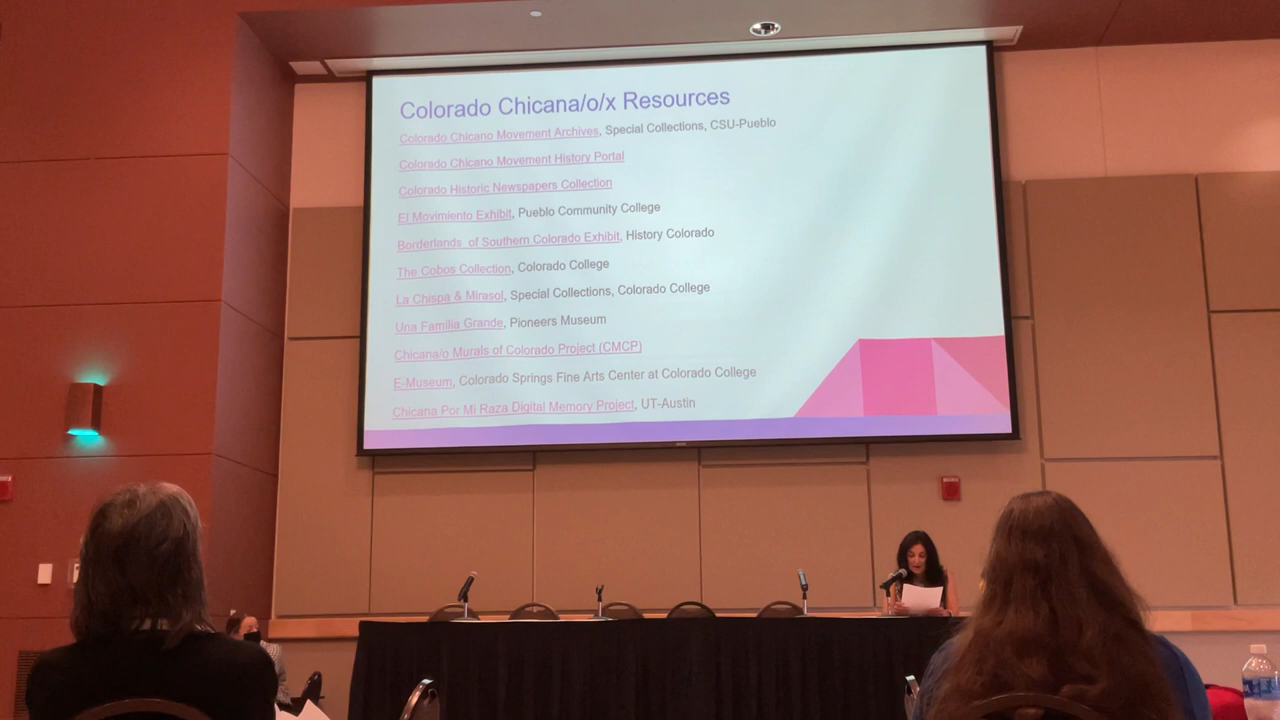 Colorado Chicana/o/x Resources
Colorado Chicano Movement Archives, Special Collections, CSU-Pueblo
Colorado Chicano Movement History Portal
Colorado Historic Newspapers Collection
El Movimiento Exhibit, Pueblo Community College
Borderlands of Southern Colorado Exhibit, History Colorado
The Cobos Collection, Colorado College
La Chispa & Mirasol, Special Collections, Colorado College
Una Familia Grande, Pioneers Museum
Chicana/o Murals of Colorado Project (CMCP)
E-Museum, Colorado Springs Fine Arts Center at Colorado College
Chicana Por Mi Raza Digital Memory Project, UT-Austin